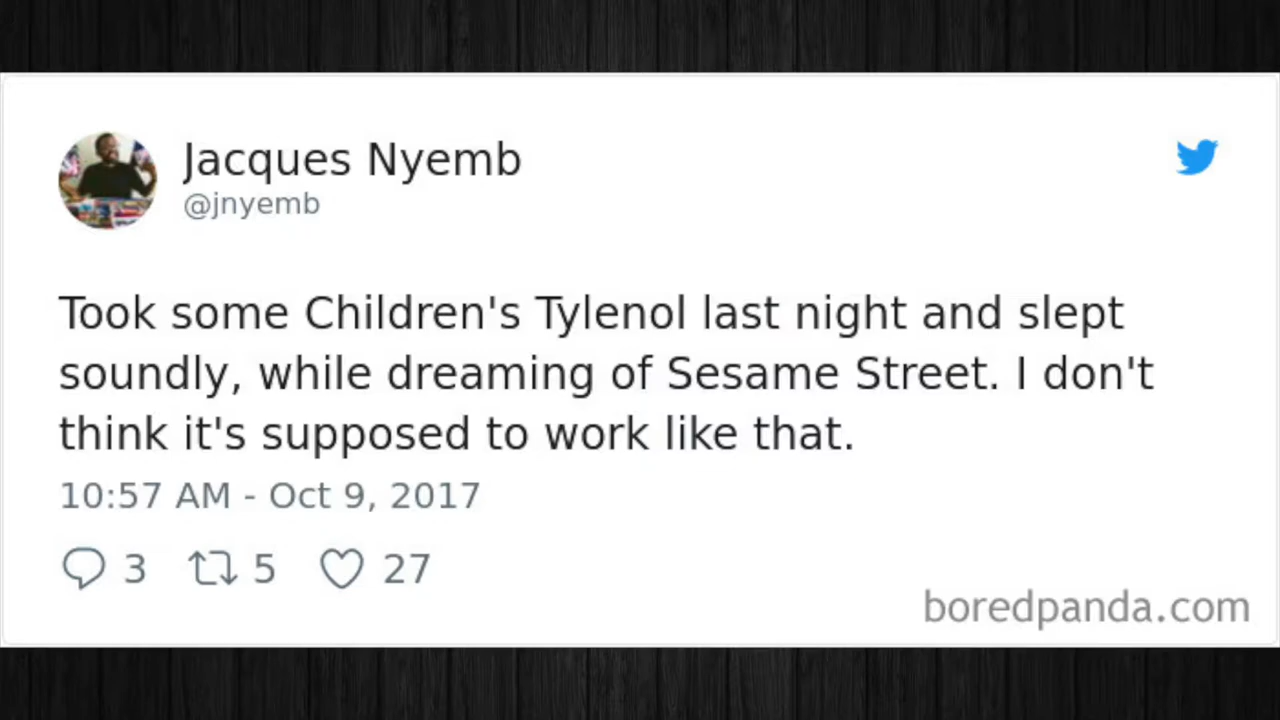 Jacques Nyemb
@jnyemb
Took some Children's Tylenol last night and slept
soundly, while dreaming of Sesame Street. I don't
think it's supposed to work like that.
10:57 AM - Oct 9, 2017
3 5 27
boredpanda.com